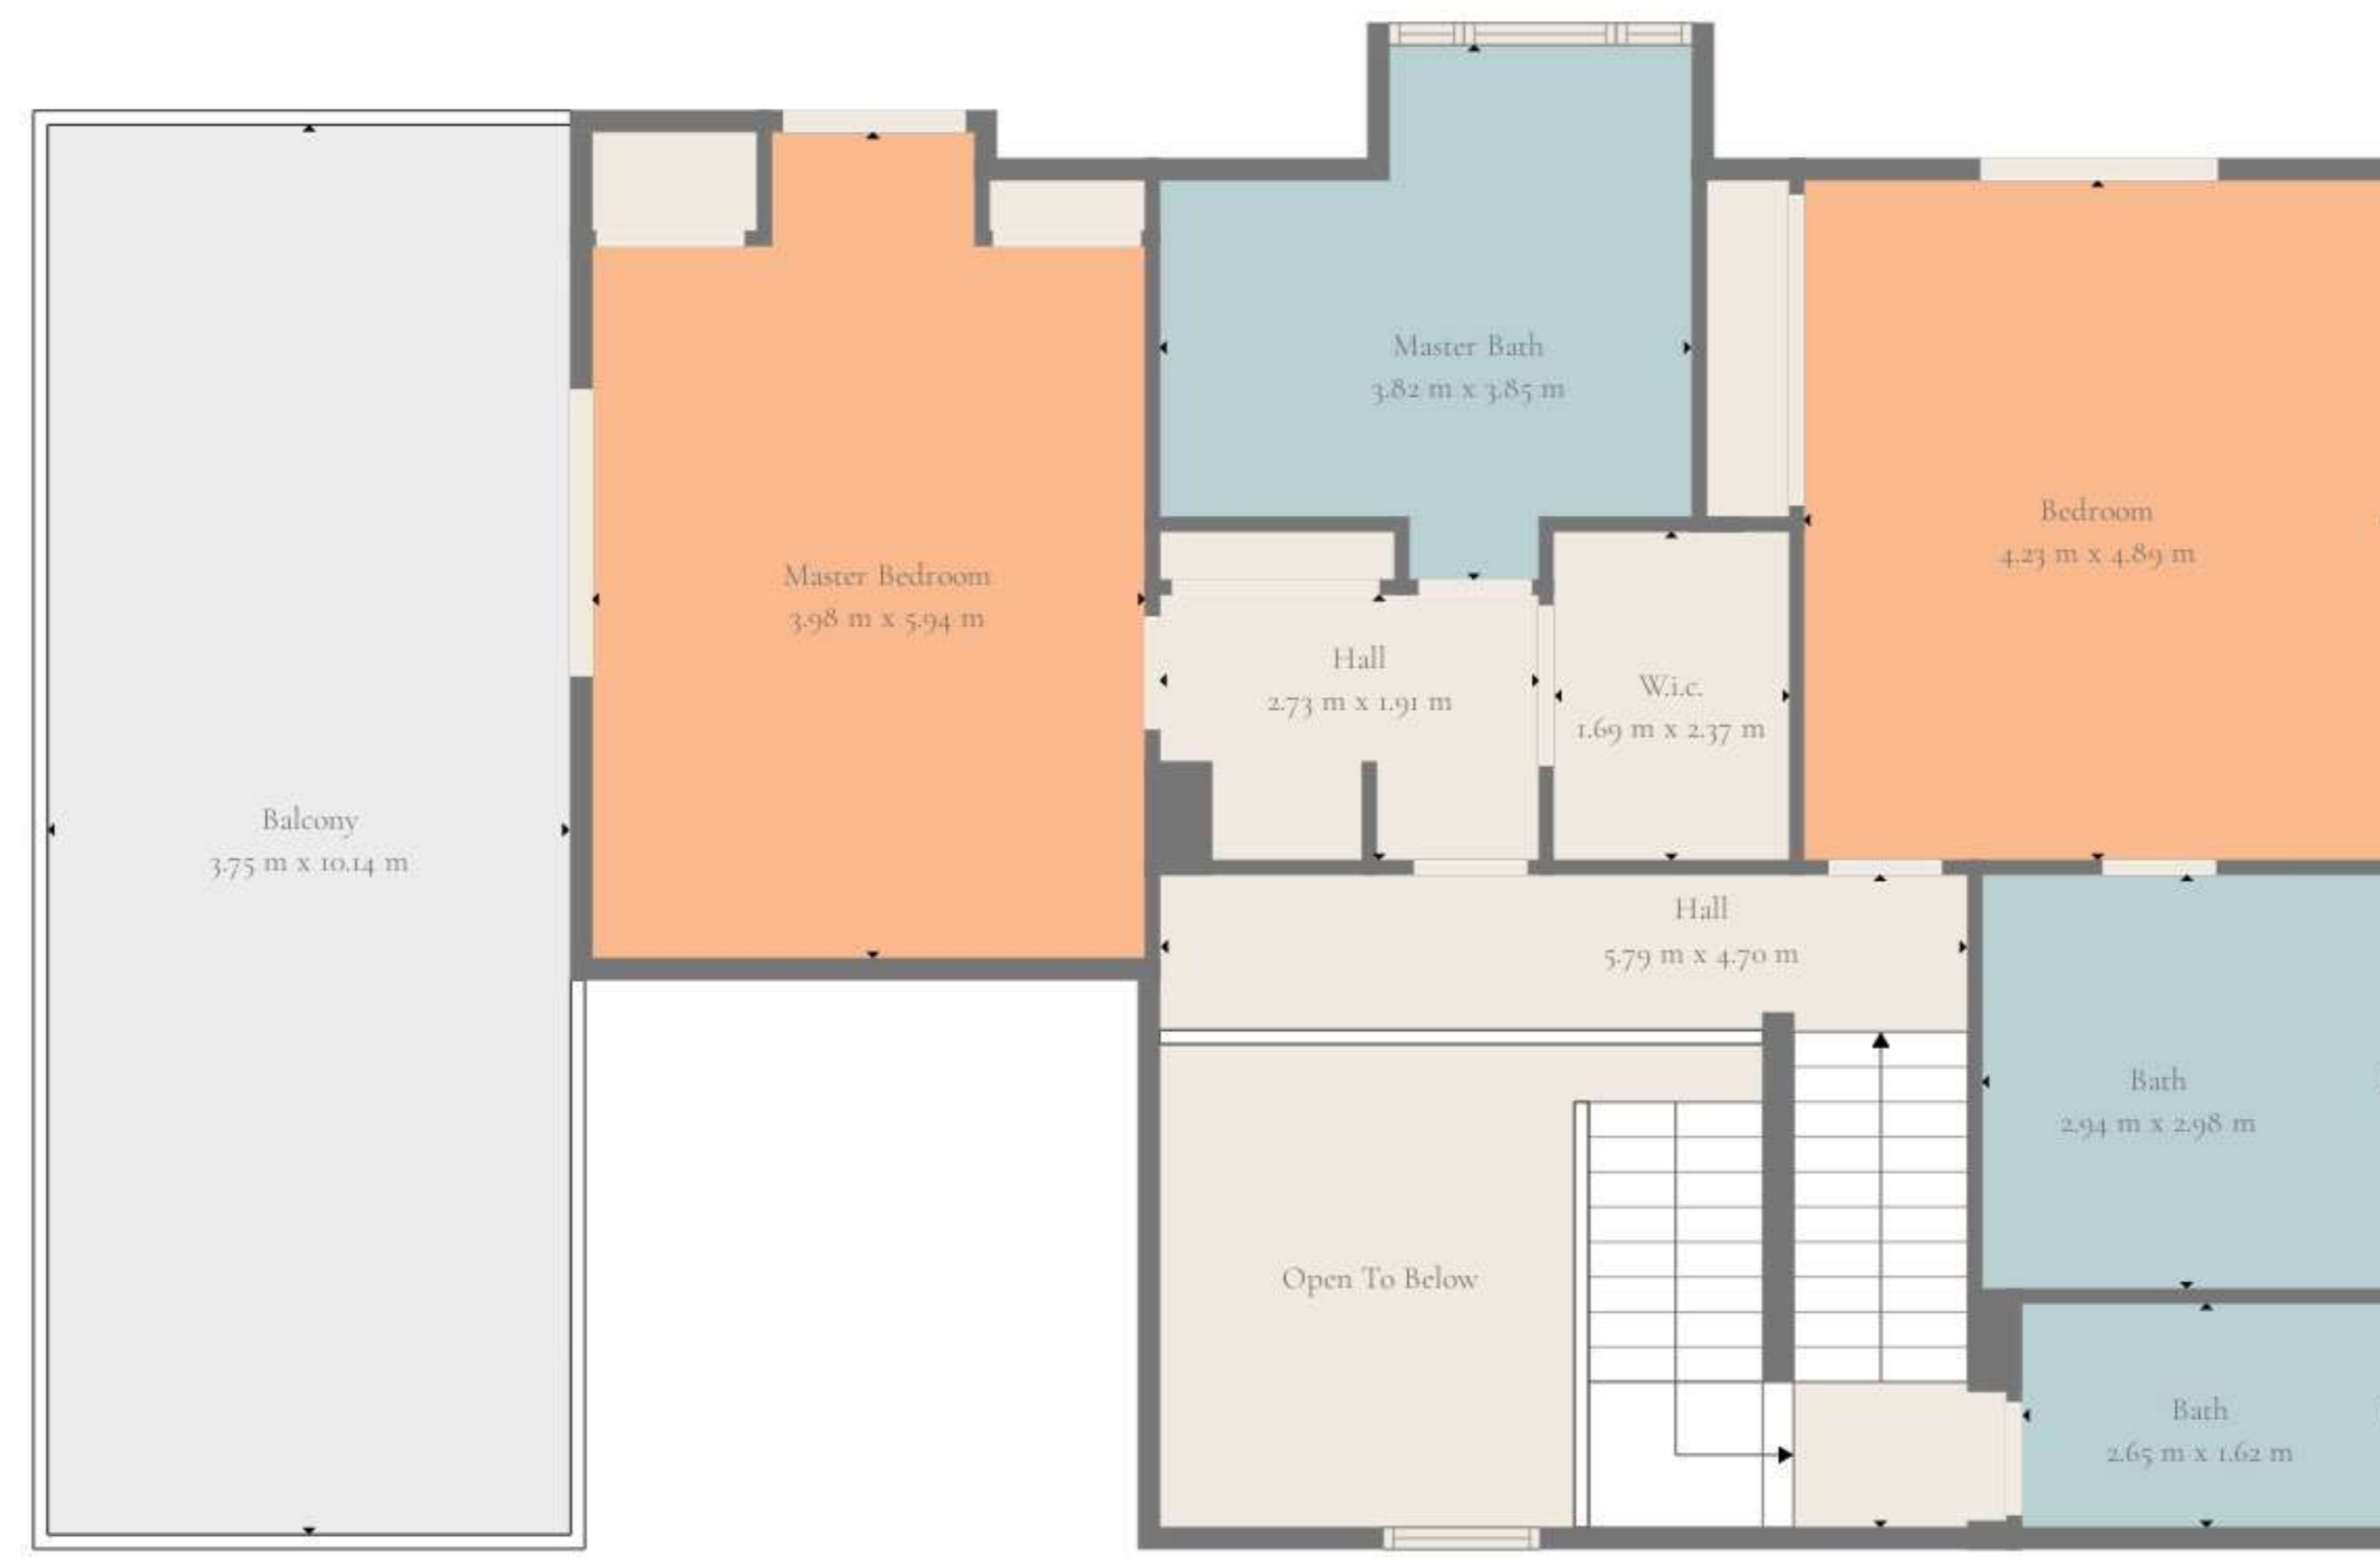 Master Bath
3.82 m x 3.85 m
Bedroom
4.23 m x 4.89 m
Master Bedroom
3.98 m x 5.94 m
Hall
2.73 m x 1.91 m
W.i.c.
1.69 m x 2.37 m
Balcony
3.75 m x 10.14 m
Hall
5.79 m x 4.70 m
Bath
2.94 m x 2.98 m
Open To Below
Bath
2.65 m x 1.62 m